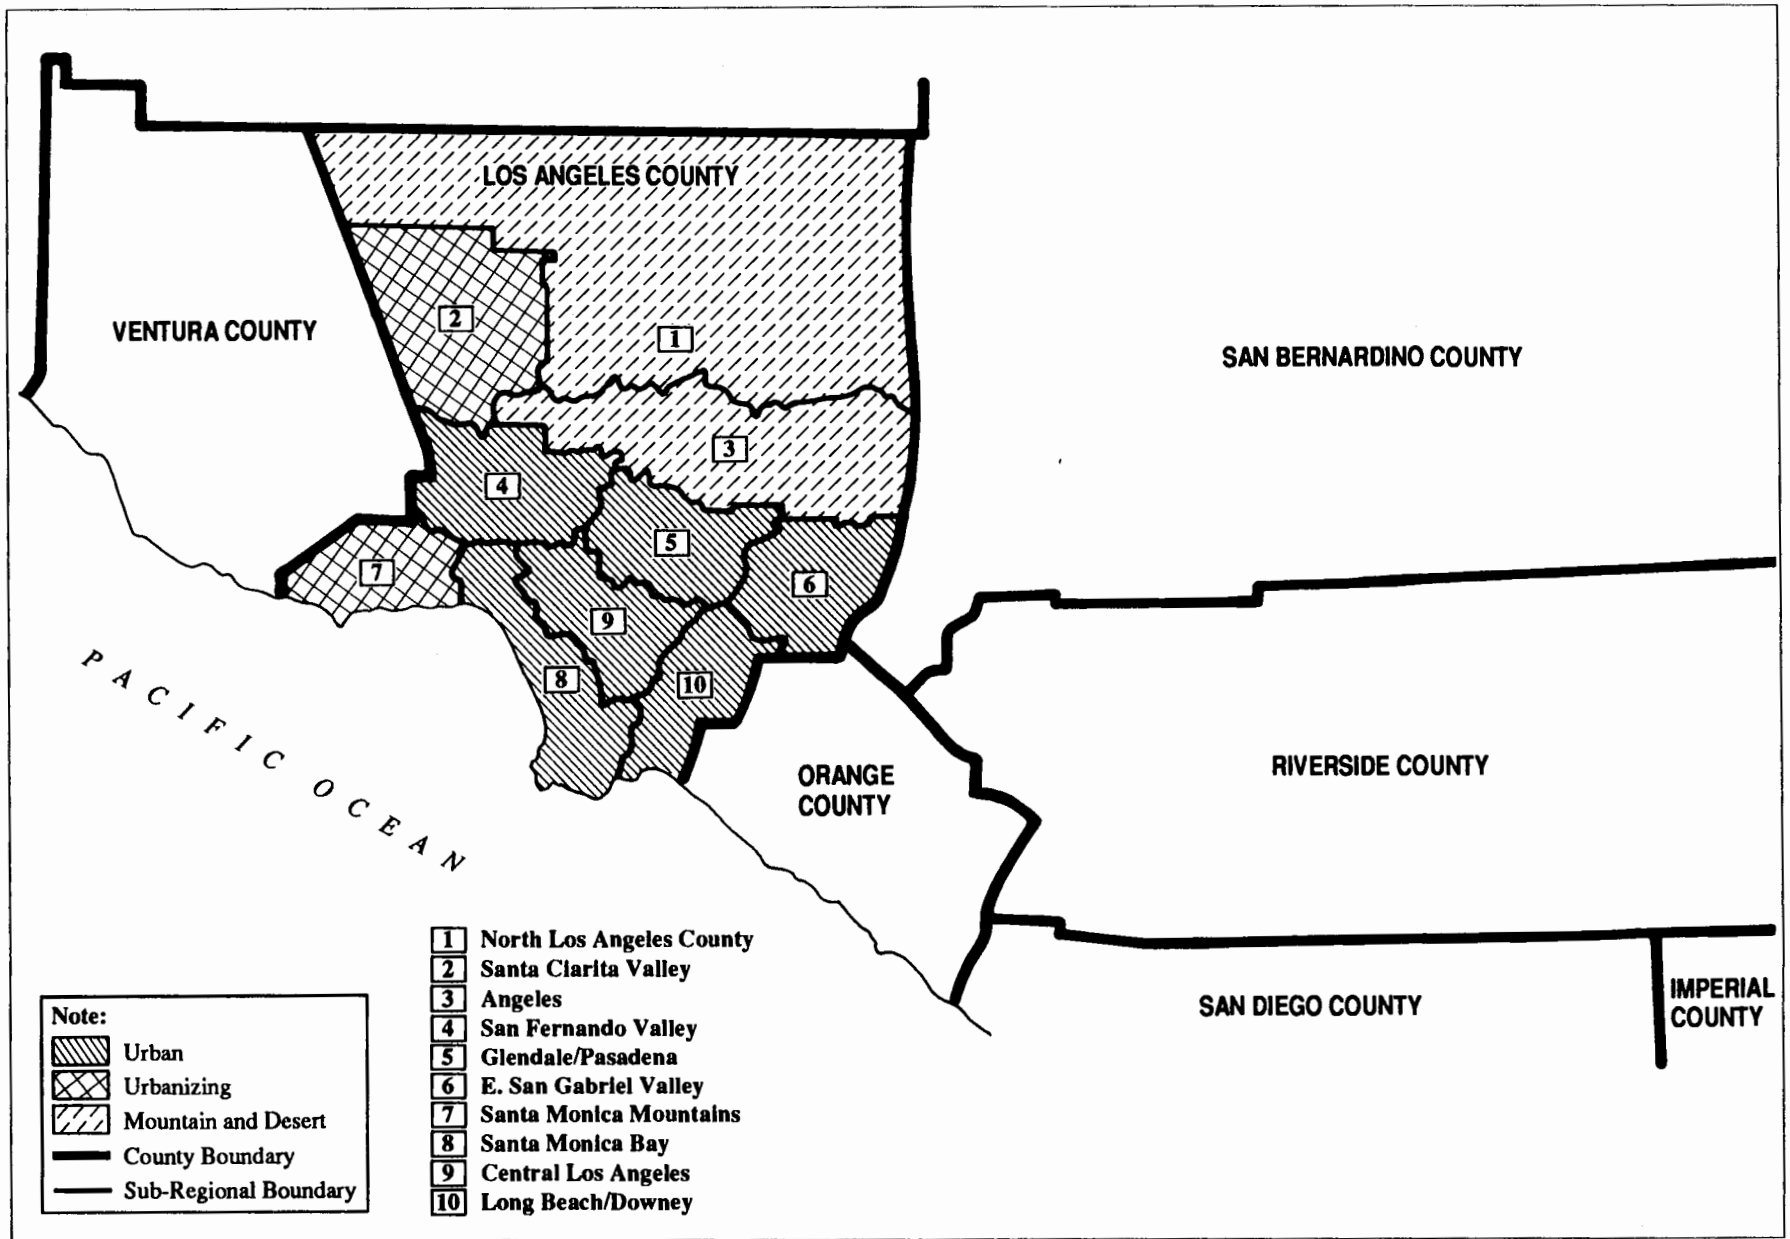 LOS ANGELES COUNTY
2
VENTURA COUNTY
1
SAN BERNARDINO COUNTY
3
4
5
7
6
9
8
10
PACIFIC OCEAN
ORANGE
COUNTY
RIVERSIDE COUNTY
SAN DIEGO COUNTY
IMPERIAL
COUNTY
1 North Los Angeles County
2 Santa Clarita Valley
3 Angeles
4 San Fernando Valley
5 Glendale/Pasadena
6 E. San Gabriel Valley
7 Santa Monica Mountains
8 Santa Monica Bay
9 Central Los Angeles
10 Long Beach/Downey
Note:
Urban
Urbanizing
Mountain and Desert
County Boundary
Sub-Regional Boundary